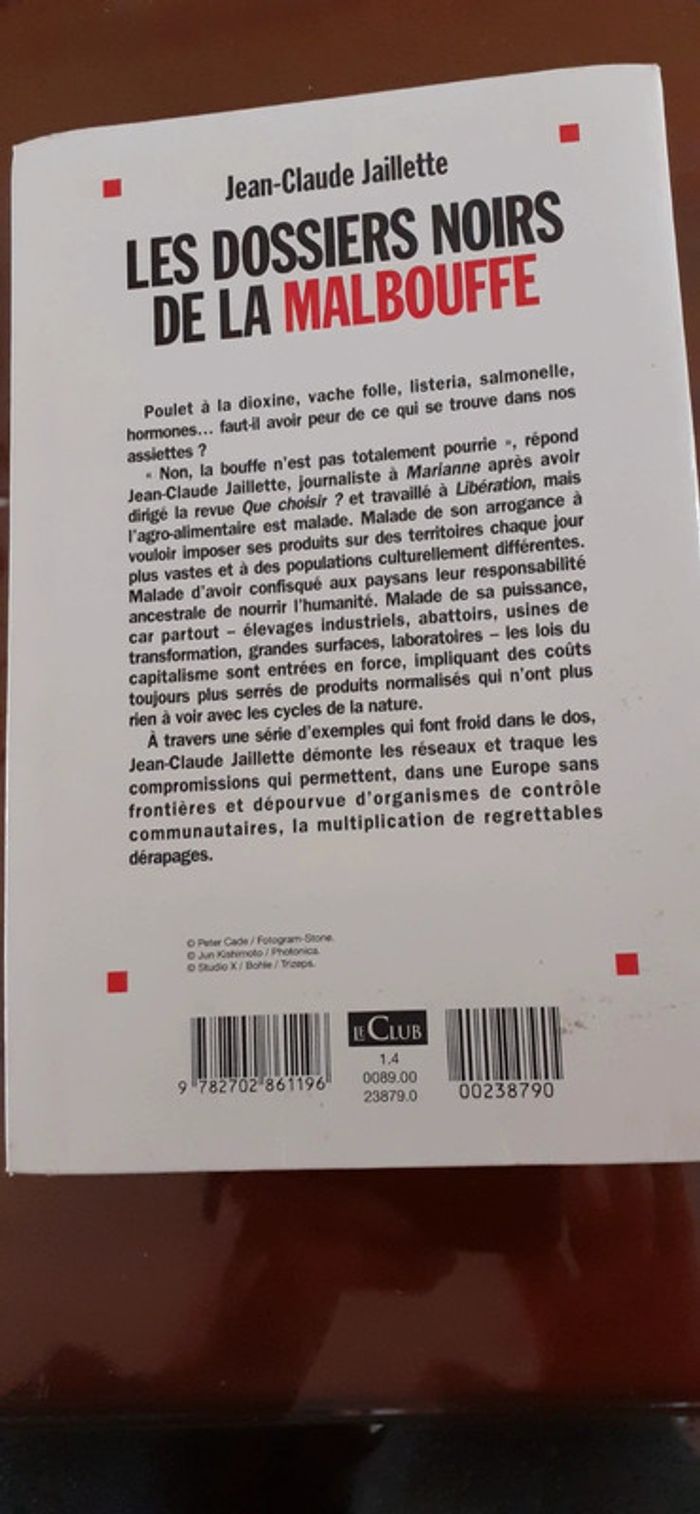 Jean-Claude Jaillette
LES DOSSIERS NOIRS
DE LA MALBOUFFE
Poulet à la dioxine, vache folle, listeria, salmonelle,
hormones... faut-il avoir peur de ce qui se trouve dans nos
assiettes ?
« Non, la bouffe n'est pas totalement pourrie », répond
Jean-Claude Jaillette, journaliste à Marianne après avoir
dirigé la revue Que choisir ? et travaillé à Libération, mais
l'agro-alimentaire est malade. Malade de son arrogance à
vouloir imposer ses produits sur des territoires chaque jour
plus vastes et à des populations culturellement différentes.
Malade d'avoir confisqué aux paysans leur responsabilité
ancestrale de nourrir l'humanité. Malade de sa puissance,
car partout – élevages industriels, abattoirs, usines de
transformation, grandes surfaces, laboratoires – les lois du
capitalisme sont entrées en force, impliquant des coûts
toujours plus serrés de produits normalisés qui n'ont plus
rien à voir avec les cycles de la nature.
À travers une série d'exemples qui font froid dans le dos,
Jean-Claude Jaillette démonte les réseaux et traque les
compromissions qui permettent, dans une Europe sans
frontières et dépourvue d'organismes de contrôle
communautaires, la multiplication de regrettables
dérapages.
© Peter Cade / Fotogram-Stone.
© Jun Kishimoto / Photonica.
© Studio X / Bohle / Trizeps.
LE CLUB
1.4
0089.00
23879.0
9 782702 861196
00238790